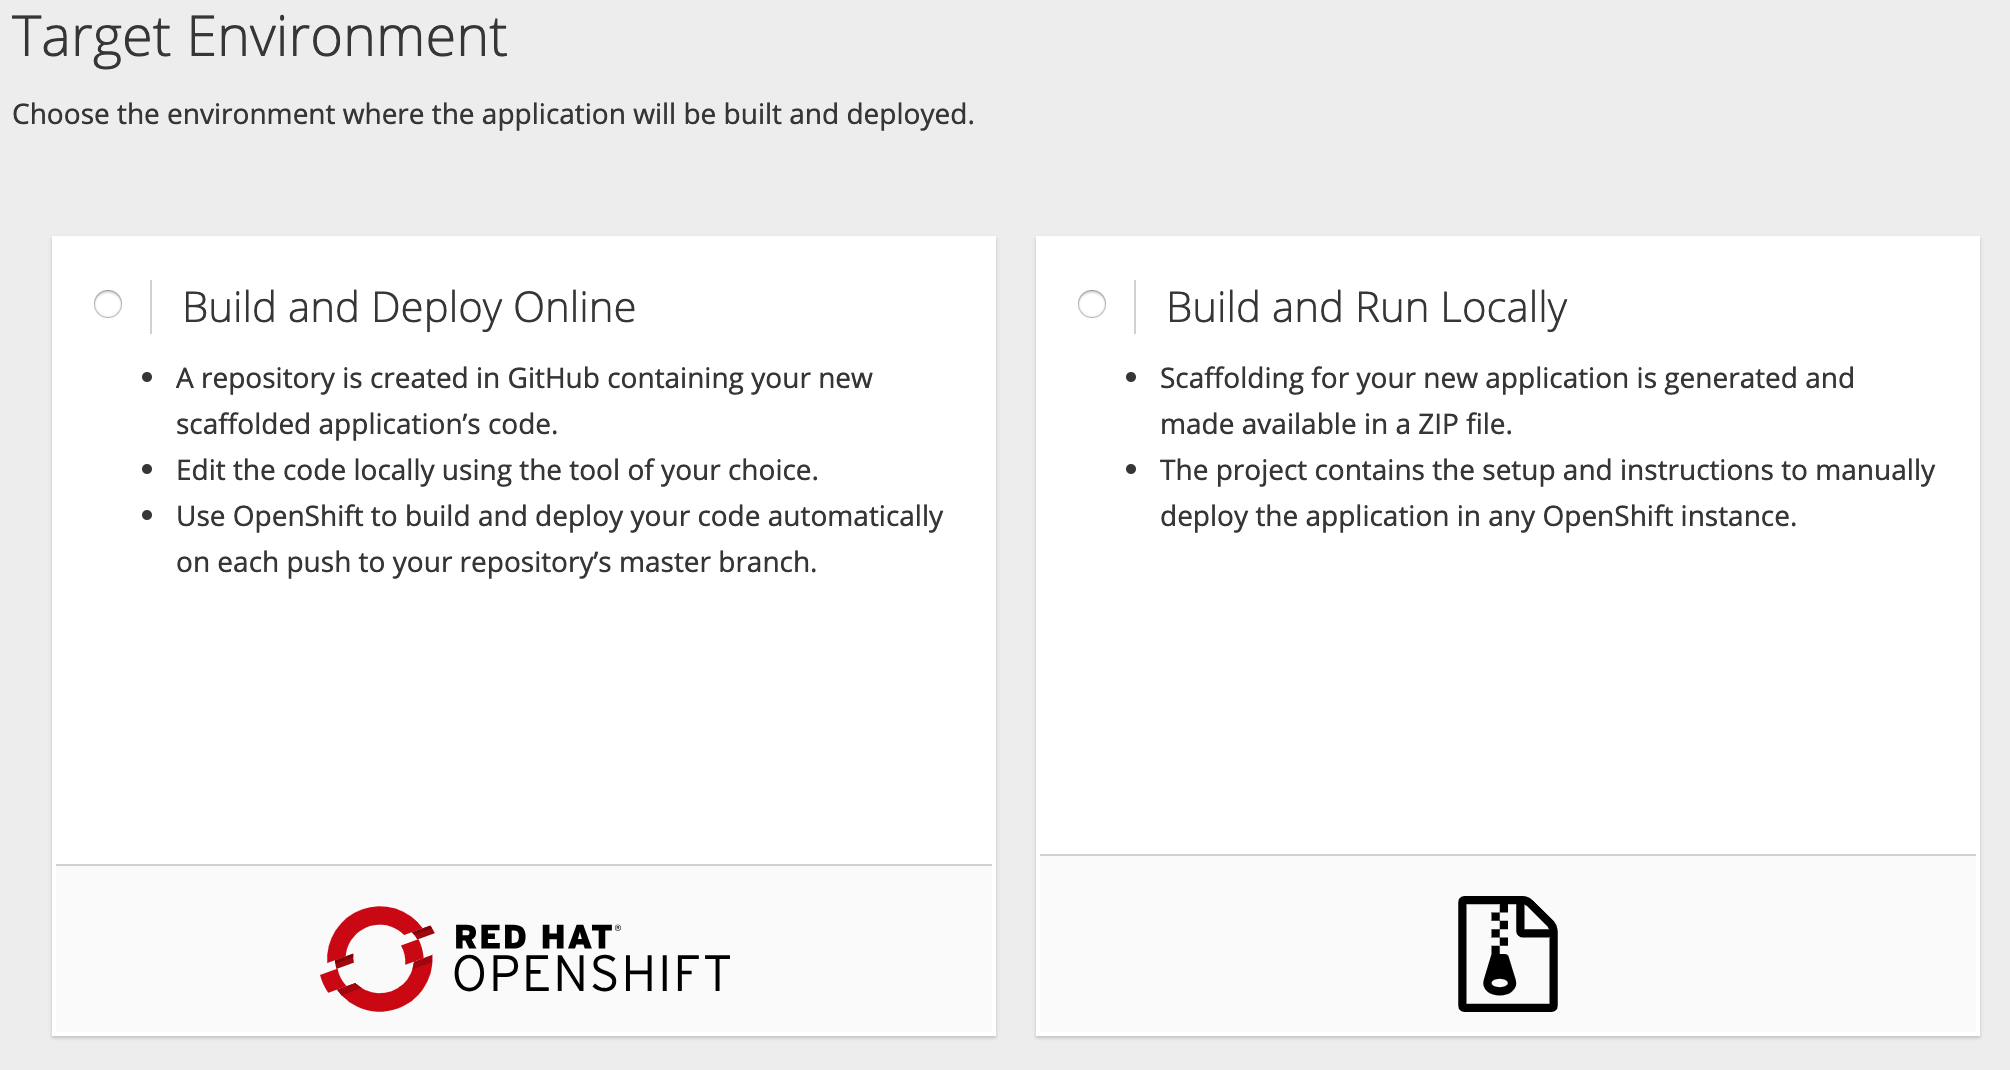 Target Environment
Choose the environment where the application will be built and deployed.
Build and Deploy Online
• A repository is created in GitHub containing your new
scaffolded application’s code.
• Edit the code locally using the tool of your choice.
• Use OpenShift to build and deploy your code automatically
on each push to your repository’s master branch.
RED HAT®
OPENSHIFT
Build and Run Locally
• Scaffolding for your new application is generated and
made available in a ZIP file.
• The project contains the setup and instructions to manually
deploy the application in any OpenShift instance.